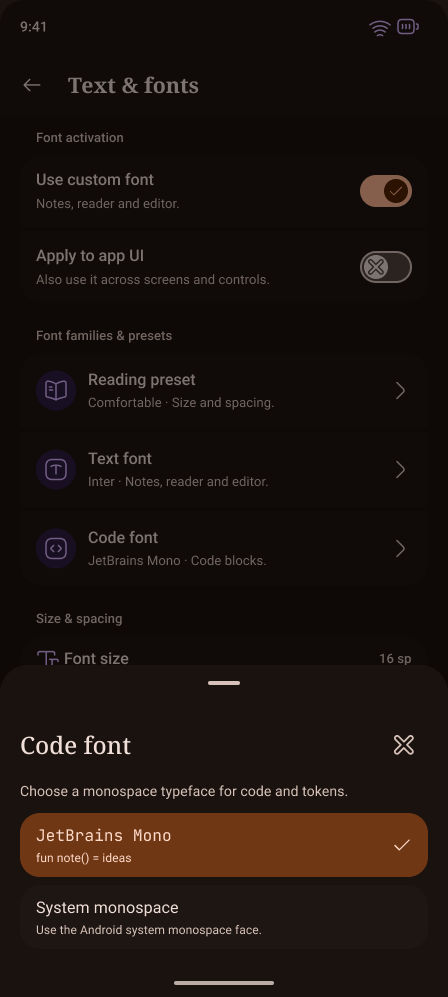 9:41
Text & fonts
Font activation
Use custom font
Notes, reader and editor.
Apply to app UI
Also use it across screens and controls.
Font families & presets
Reading preset
Comfortable · Size and spacing.
Text font
Inter · Notes, reader and editor.
Code font
JetBrains Mono · Code blocks.
Size & spacing
Font size
16 sp
Code font
Choose a monospace typeface for code and tokens.
JetBrains Mono
fun note() = ideas
System monospace
Use the Android system monospace face.